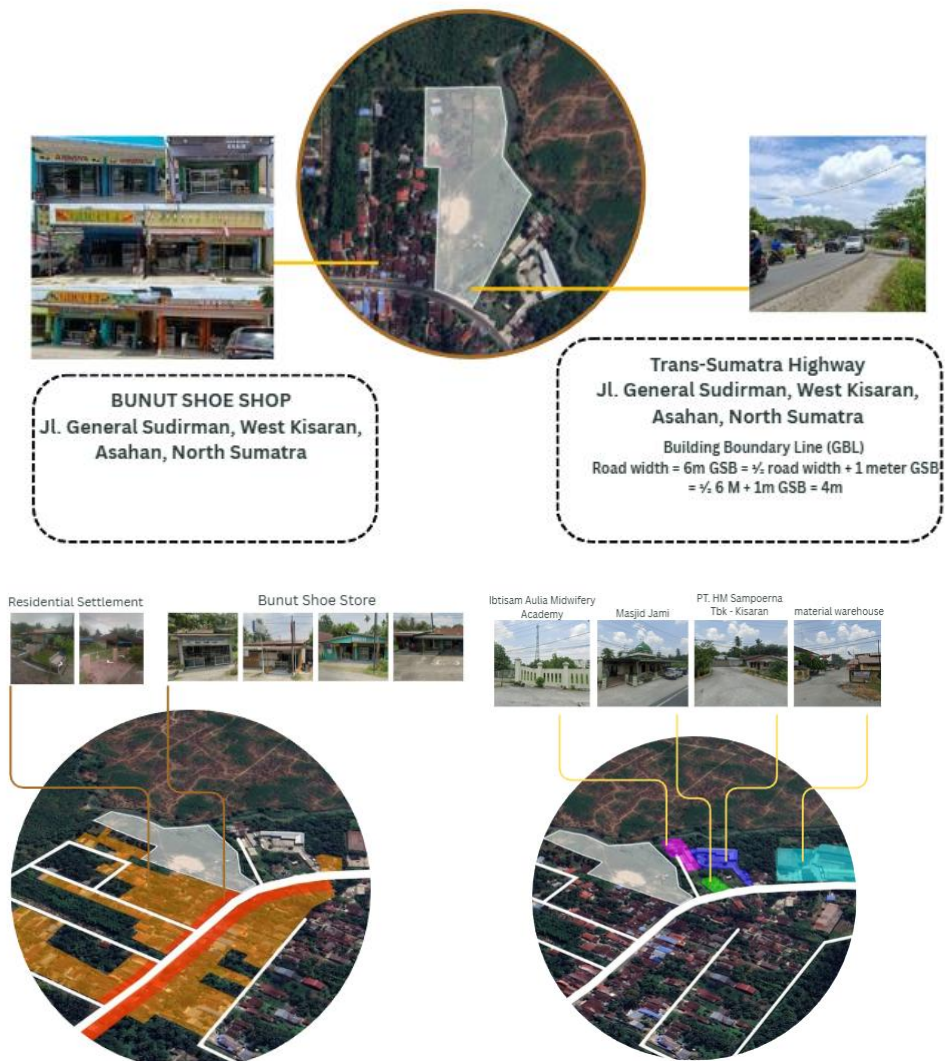 BUNUT SHOE SHOP
Jl. General Sudirman, West Kisaran,
Asahan, North Sumatra
Trans-Sumatra Highway
Jl. General Sudirman, West Kisaran,
Asahan, North Sumatra
Building Boundary Line (GBL)
Road width = 6m GSB = ½ road width + 1 meter GSB
= ½ 6 M + 1m GSB = 4m
Residential Settlement
Bunut Shoe Store
Ibtisam Aulia Midwifery
Academy
Masjid Jami
PT. HM Sampoerna
Tbk - Kisaran
material warehouse